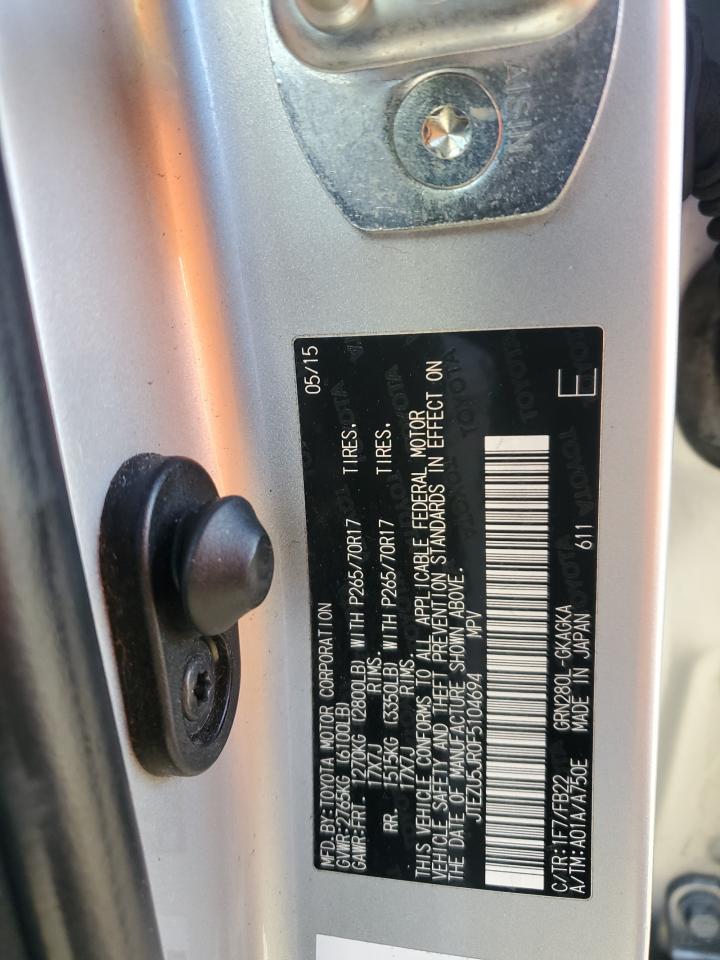 AISIN
05/15
MFD. BY:TOYOTA MOTOR CORPORATION
GVWR:2765KG (6100LB)
GAWR:FRT. 1270KG (2800LB) WITH P265/70R17 TIRES,
17X7J RIMS,
RR. 1515KG (3350LB) WITH P265/70R17 TIRES,
17X7J RIMS,
THIS VEHICLE CONFORMS TO ALL APPLICABLE FEDERAL MOTOR
VEHICLE SAFETY AND THEFT PREVENTION STANDARDS IN EFFECT ON
THE DATE OF MANUFACTURE SHOWN ABOVE.
JTEZU5JR0F5104694 MPV
C/TR:1F7/FB22 GRN280L-GKAGKA
A/TM:A01A/A750E MADE IN JAPAN 611